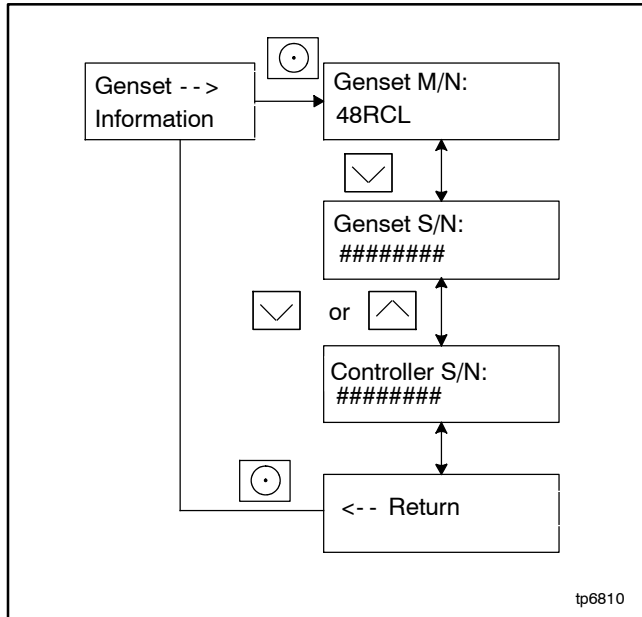 Genset - - >
Information
Genset M/N:
48RCL
Genset S/N:
########
or
Controller S/N:
########
<- - Return
tp6810